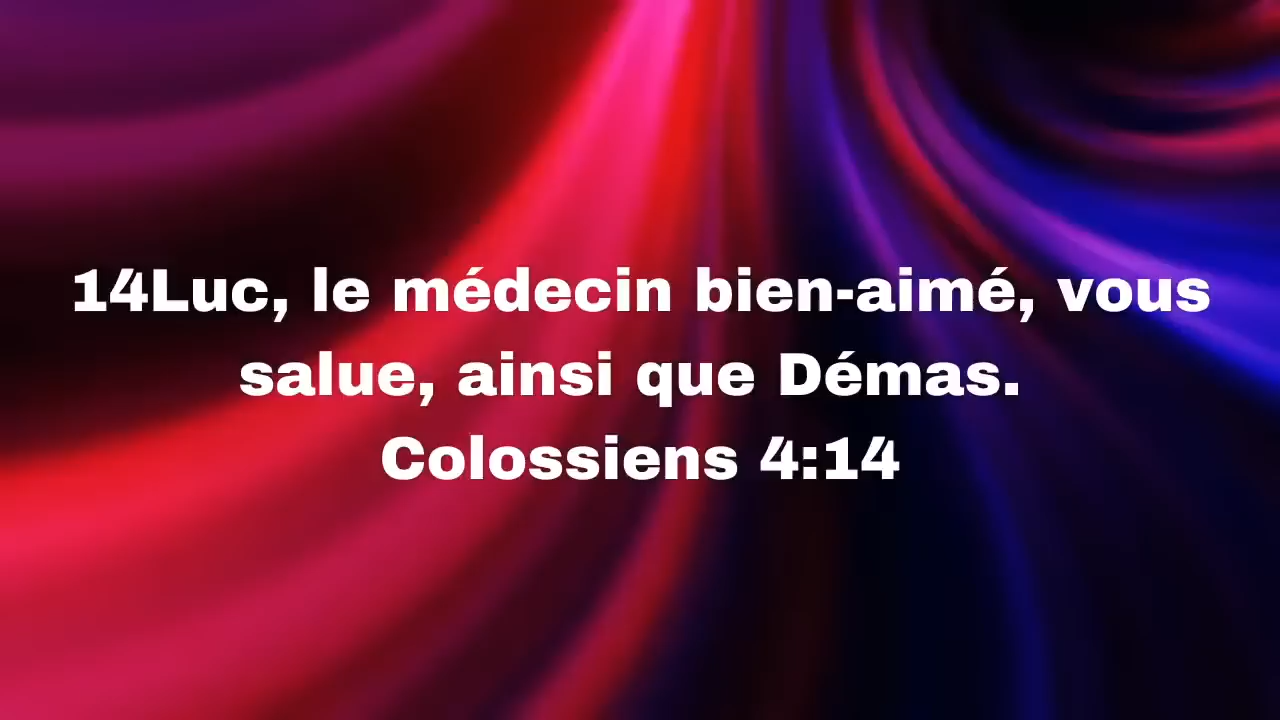 14Luc, le médecin bien-aimé, vous
salue, ainsi que Démas.
Colossiens 4:14